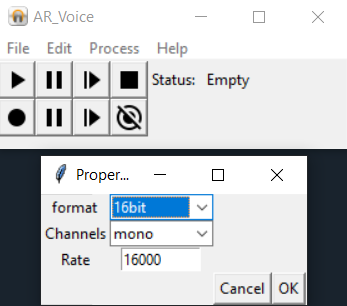 AR_Voice
File Edit Process Help
Status: Empty
Proper...
format 16bit
Channels mono
Rate 16000
Cancel OK